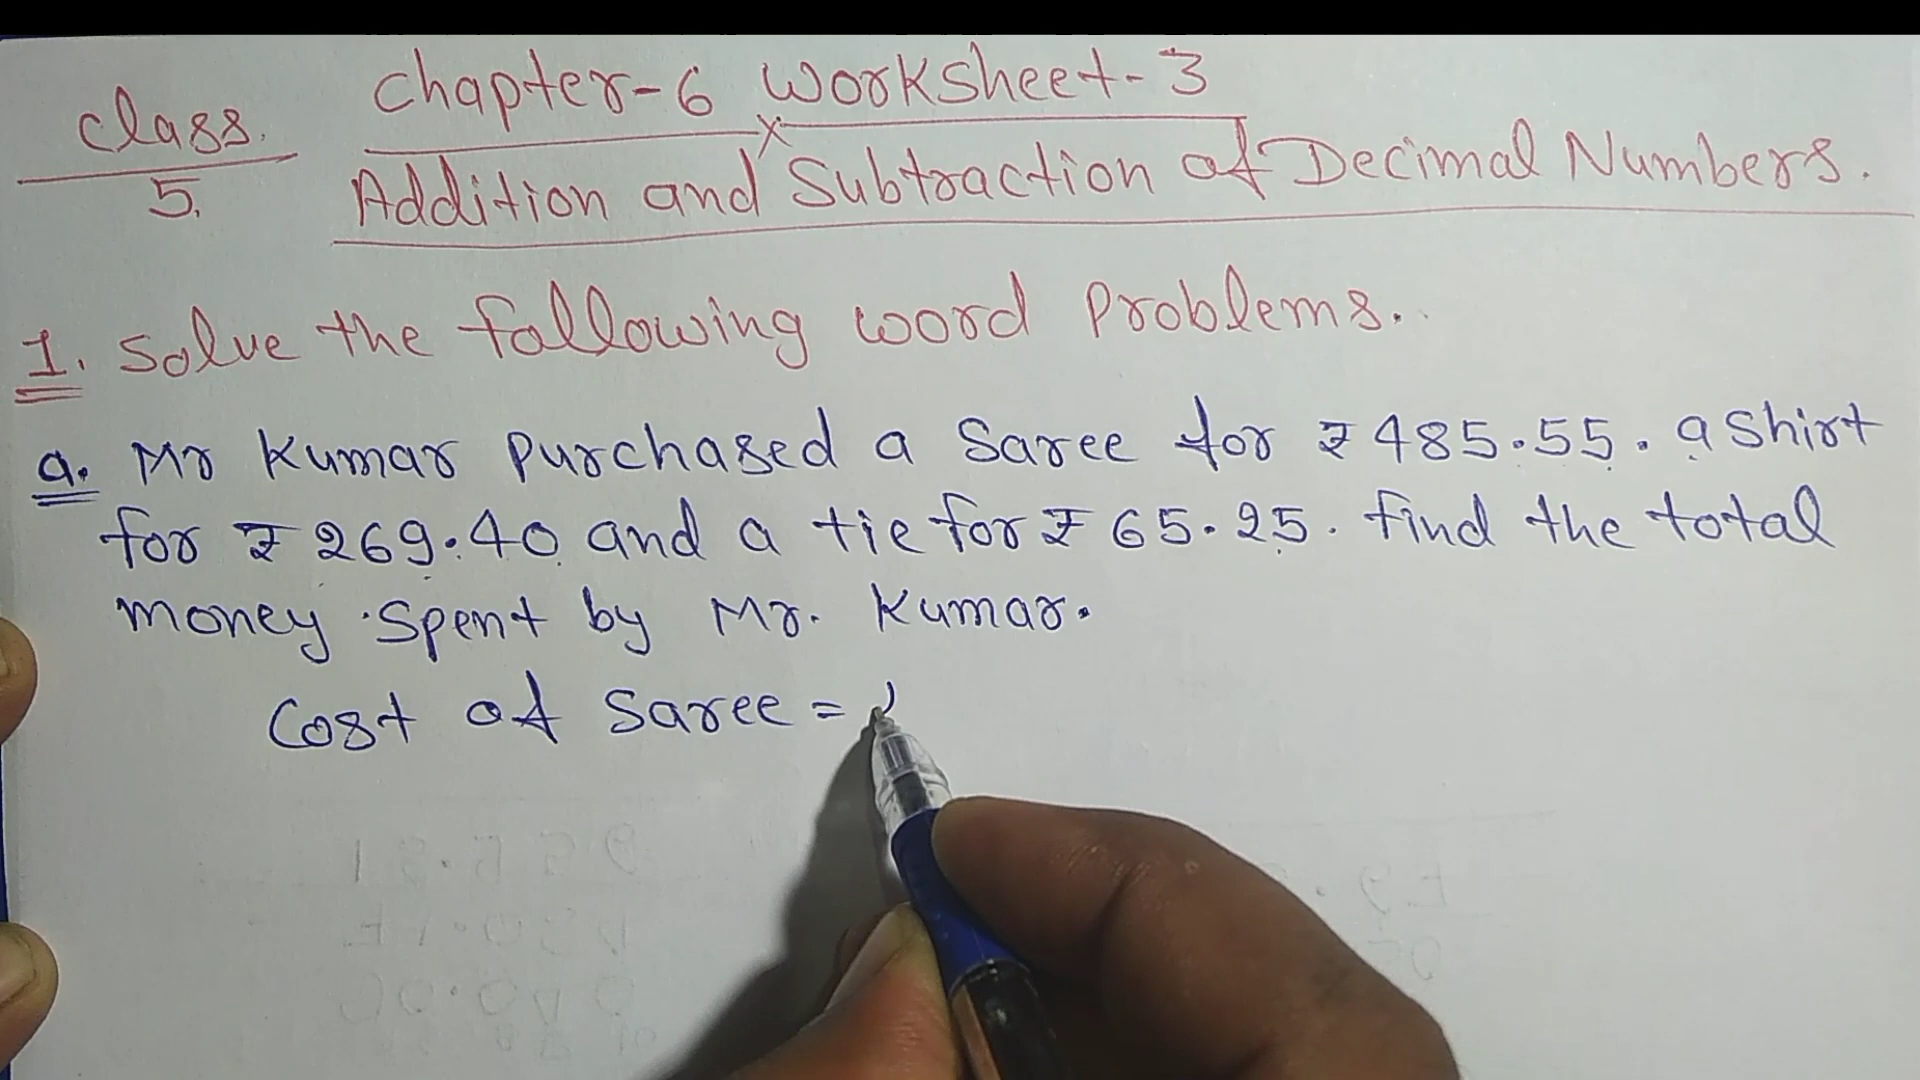 Class.
5.
Chapter-6 Worksheet-3
Addition and Subtraction of Decimal Numbers.
1. Solve the following word Problems.
a. Mr Kumar purchased a Saree for ₹485.55. a Shirt
for ₹269.40 and a tie for ₹65.25. find the total
money spent by Mr. Kumar.
Cost of Saree =